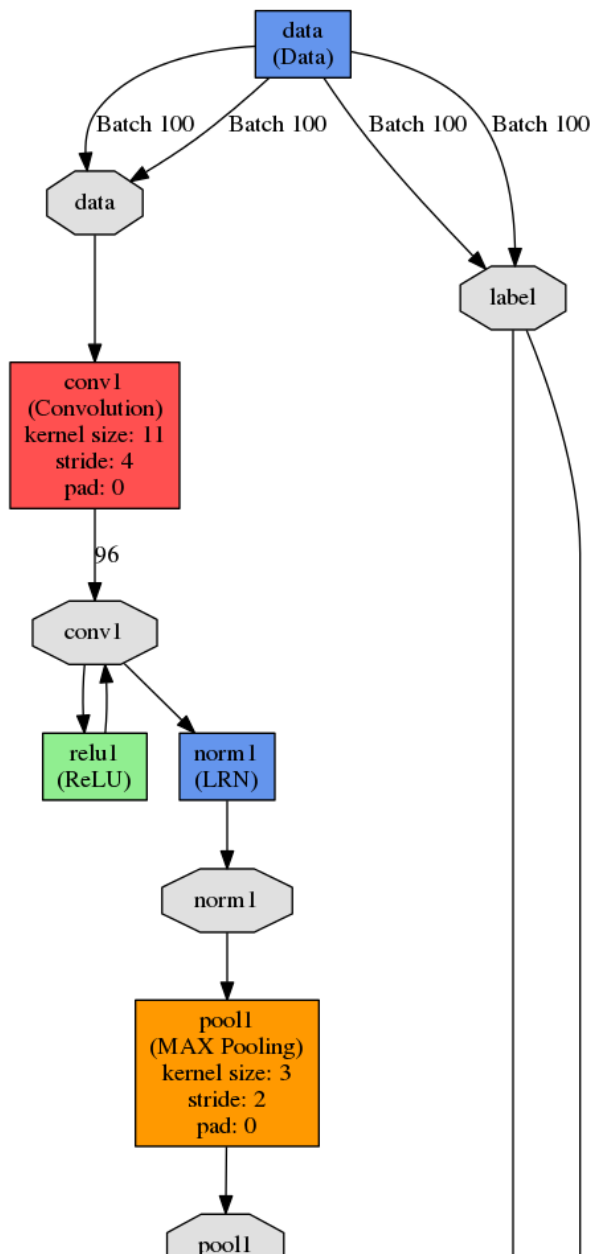 data
(Data)
Batch 100
Batch 100
Batch 100
Batch 100
data
label
conv1
(Convolution)
kernel size: 11
stride: 4
pad: 0
96
conv1
relu1
(ReLU)
norm1
(LRN)
norm1
pool1
(MAX Pooling)
kernel size: 3
stride: 2
pad: 0
pool1